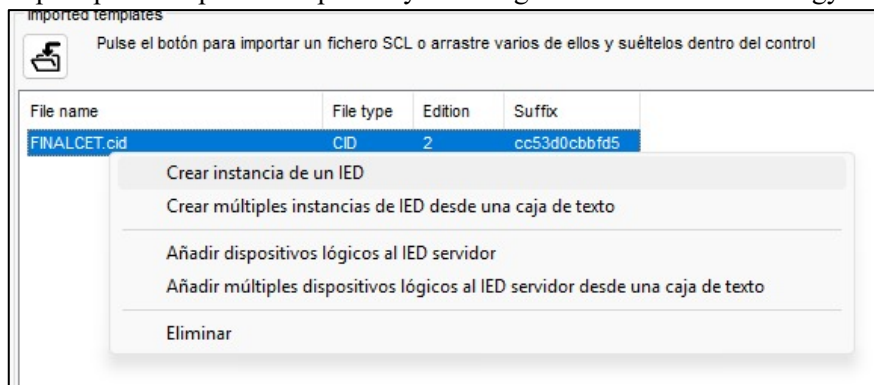 Imported templates
Pulse el botón para importar un fichero SCL o arrastre varios de ellos y suéltelos dentro del control
File name File type Edition Suffix
FINALCET.cid CID 2 cc53d0cbbfd5
Crear instancia de un IED
Crear múltiples instancias de IED desde una caja de texto
Añadir dispositivos lógicos al IED servidor
Añadir múltiples dispositivos lógicos al IED servidor desde una caja de texto
Eliminar